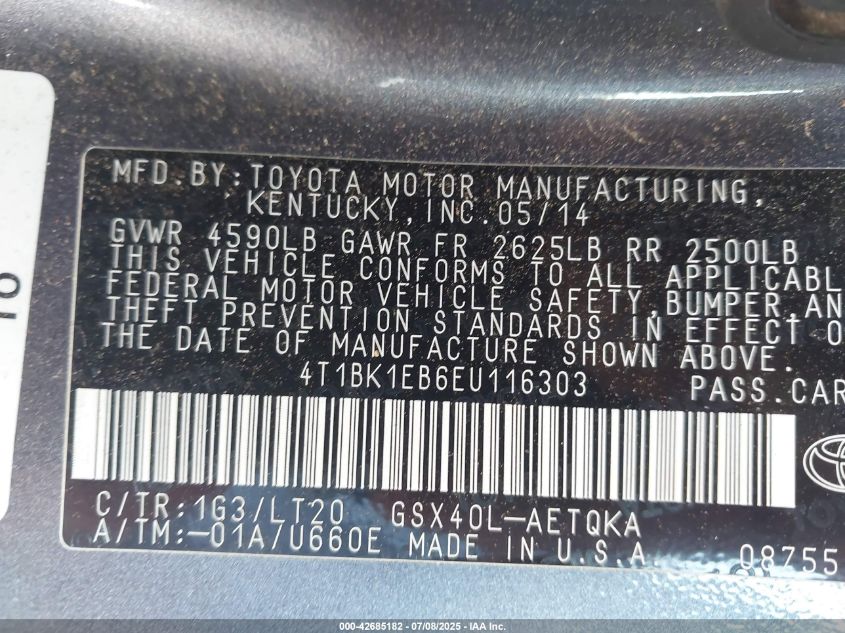 MFD.BY:TOYOTA MOTOR MANUFACTURING,
KENTUCKY,INC.05/14
GVWR 4590LB GAWR FR 2625LB RR 2500LB
THIS VEHICLE CONFORMS TO ALL APPLICABL
FEDERAL MOTOR VEHICLE SAFETY,BUMPER,AN
THEFT PREVENTION STANDARDS IN EFFECT O
THE DATE OF MANUFACTURE SHOWN ABOVE.
4T1BK1EB6EU116303 PASS.CAR
C/TR:1G3/LT20 GSX40L-AETQKA
A/TM:-01A/U660E MADE IN U.S.A. 08755
10
000-42685182 - 07/08/2025 - IAA Inc.